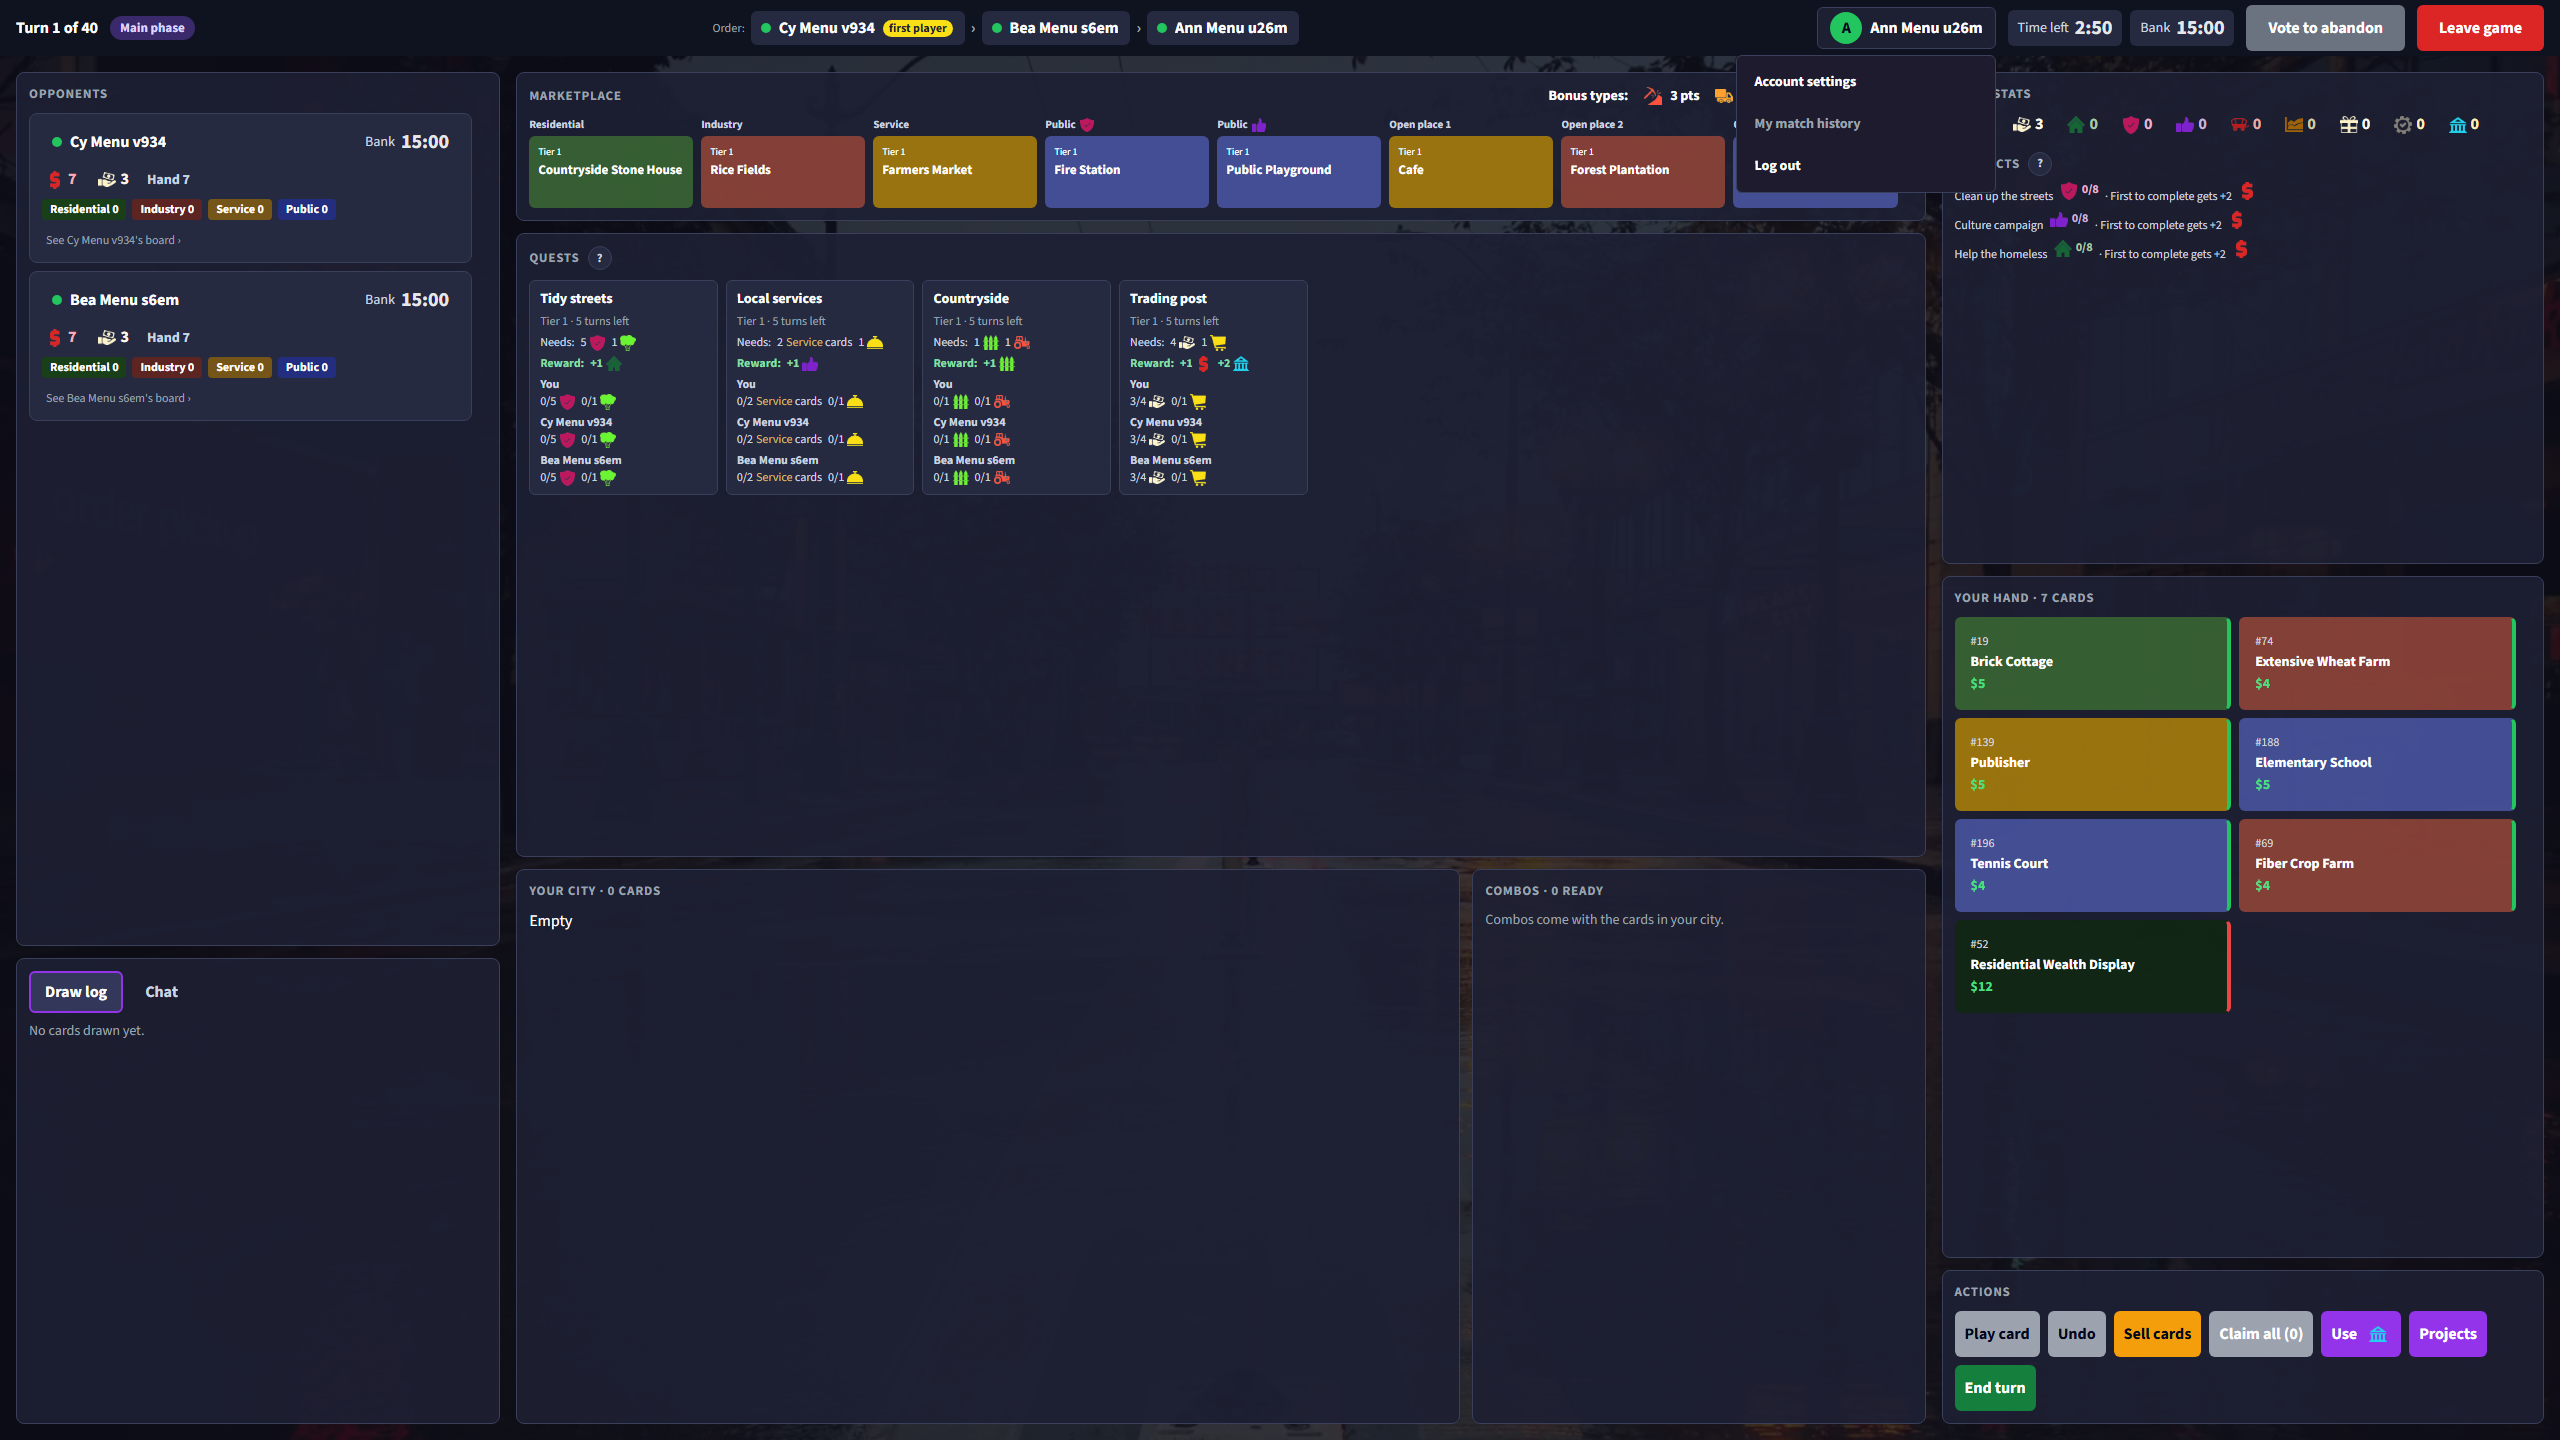 Turn 1 of 40 Main phase
Order: Cy Menu v934 first player › Bea Menu s6em › Ann Menu u26m
A Ann Menu u26m
Time left 2:50
Bank 15:00
Vote to abandon
Leave game
Account settings
My match history
Log out
OPPONENTS
Cy Menu v934 Bank 15:00
7 3 Hand 7
Residential 0 Industry 0 Service 0 Public 0
See Cy Menu v934's board ›
Bea Menu s6em Bank 15:00
7 3 Hand 7
Residential 0 Industry 0 Service 0 Public 0
See Bea Menu s6em's board ›
Draw log Chat
No cards drawn yet.
MARKETPLACE
Bonus types: 3 pts
Residential
Tier 1
Countryside Stone House
Industry
Tier 1
Rice Fields
Service
Tier 1
Farmers Market
Public
Tier 1
Fire Station
Public
Tier 1
Public Playground
Open place 1
Tier 1
Cafe
Open place 2
Tier 1
Forest Plantation
QUESTS ?
Tidy streets
Tier 1 · 5 turns left
Needs: 5 1
Reward: +1
You
0/5 0/1
Cy Menu v934
0/5 0/1
Bea Menu s6em
0/5 0/1
Local services
Tier 1 · 5 turns left
Needs: 2 Service cards 1
Reward: +1
You
0/2 Service cards 0/1
Cy Menu v934
0/2 Service cards 0/1
Bea Menu s6em
0/2 Service cards 0/1
Countryside
Tier 1 · 5 turns left
Needs: 1 1
Reward: +1
You
0/1 0/1
Cy Menu v934
0/1 0/1
Bea Menu s6em
0/1 0/1
Trading post
Tier 1 · 5 turns left
Needs: 4 1
Reward: +1 +2
You
3/4 0/1
Cy Menu v934
3/4 0/1
Bea Menu s6em
3/4 0/1
YOUR CITY · 0 CARDS
Empty
COMBOS · 0 READY
Combos come with the cards in your city.
STATS
3 0 0 0 0 0 0 0 0
CTS ?
Clean up the streets 0/8 · First to complete gets +2
Culture campaign 0/8 · First to complete gets +2
Help the homeless 0/8 · First to complete gets +2
YOUR HAND · 7 CARDS
#19
Brick Cottage
$5
#74
Extensive Wheat Farm
$4
#139
Publisher
$5
#188
Elementary School
$5
#196
Tennis Court
$4
#69
Fiber Crop Farm
$4
#52
Residential Wealth Display
$12
ACTIONS
Play card Undo Sell cards Claim all (0) Use Projects
End turn